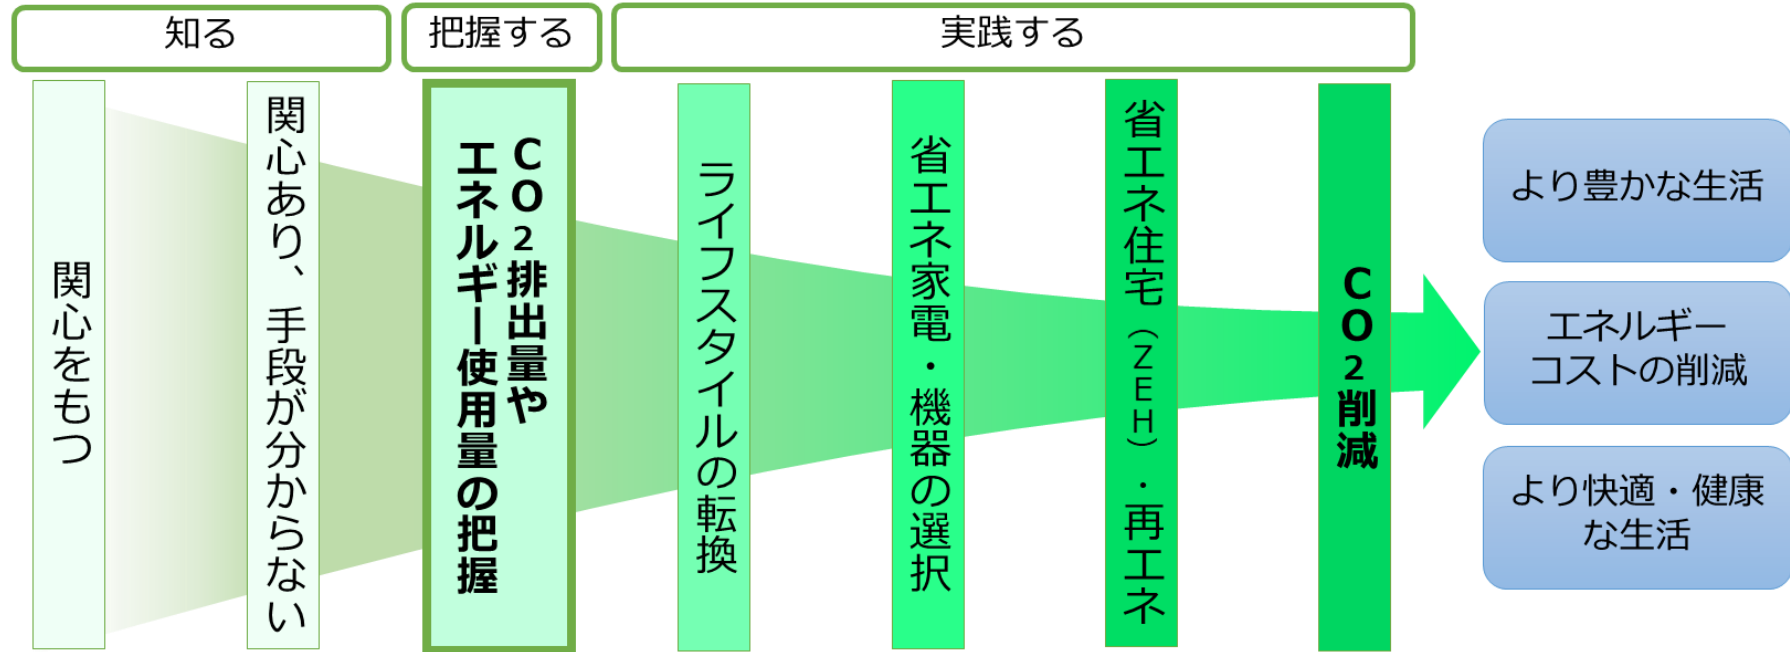 知る
把握する
実践する
関心をもつ
関心あり、手段が分からない
CO₂排出量や
エネルギー使用量の把握
ライフスタイルの転換
省エネ家電・機器の選択
省エネ住宅（ZEH）・再エネ
CO₂削減
より豊かな生活
エネルギー
コストの削減
より快適・健康
な生活